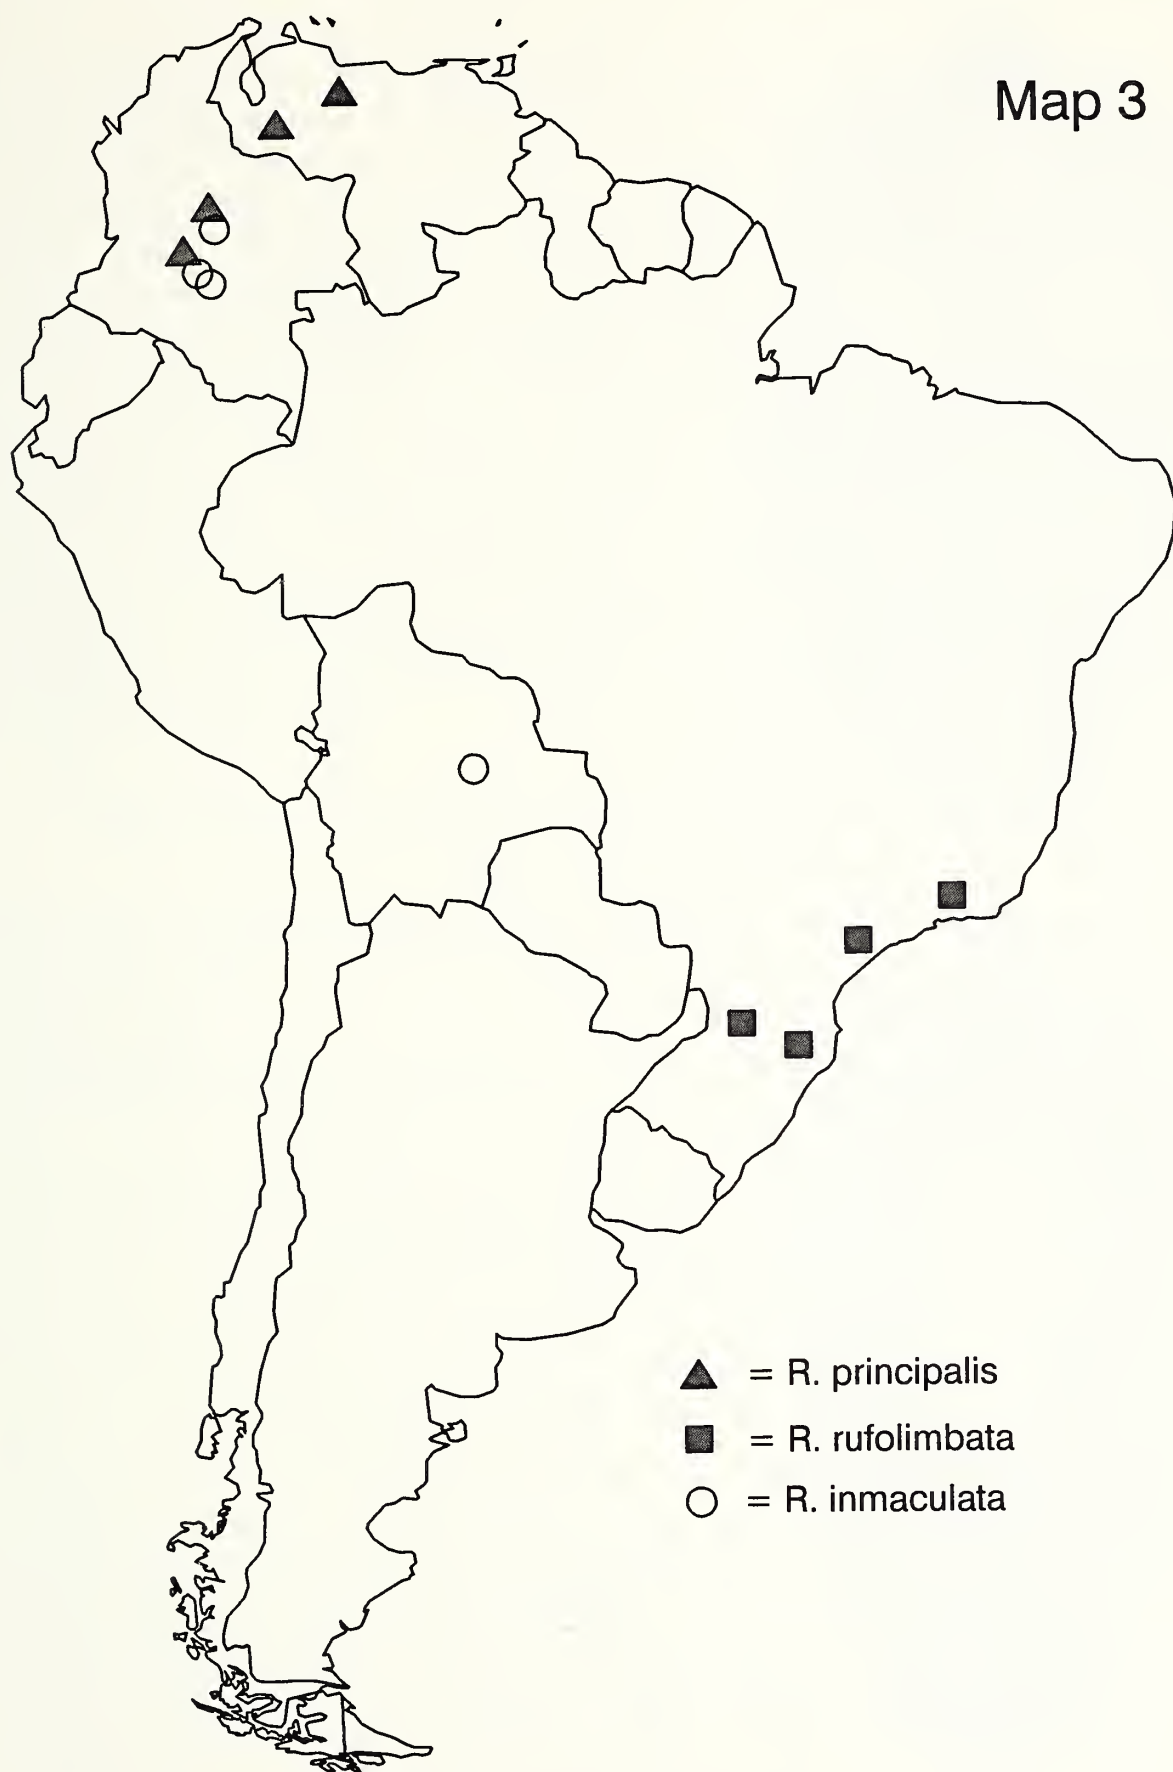 Map 3
= R. principalis
= R. rufolimbata
= R. inmaculata